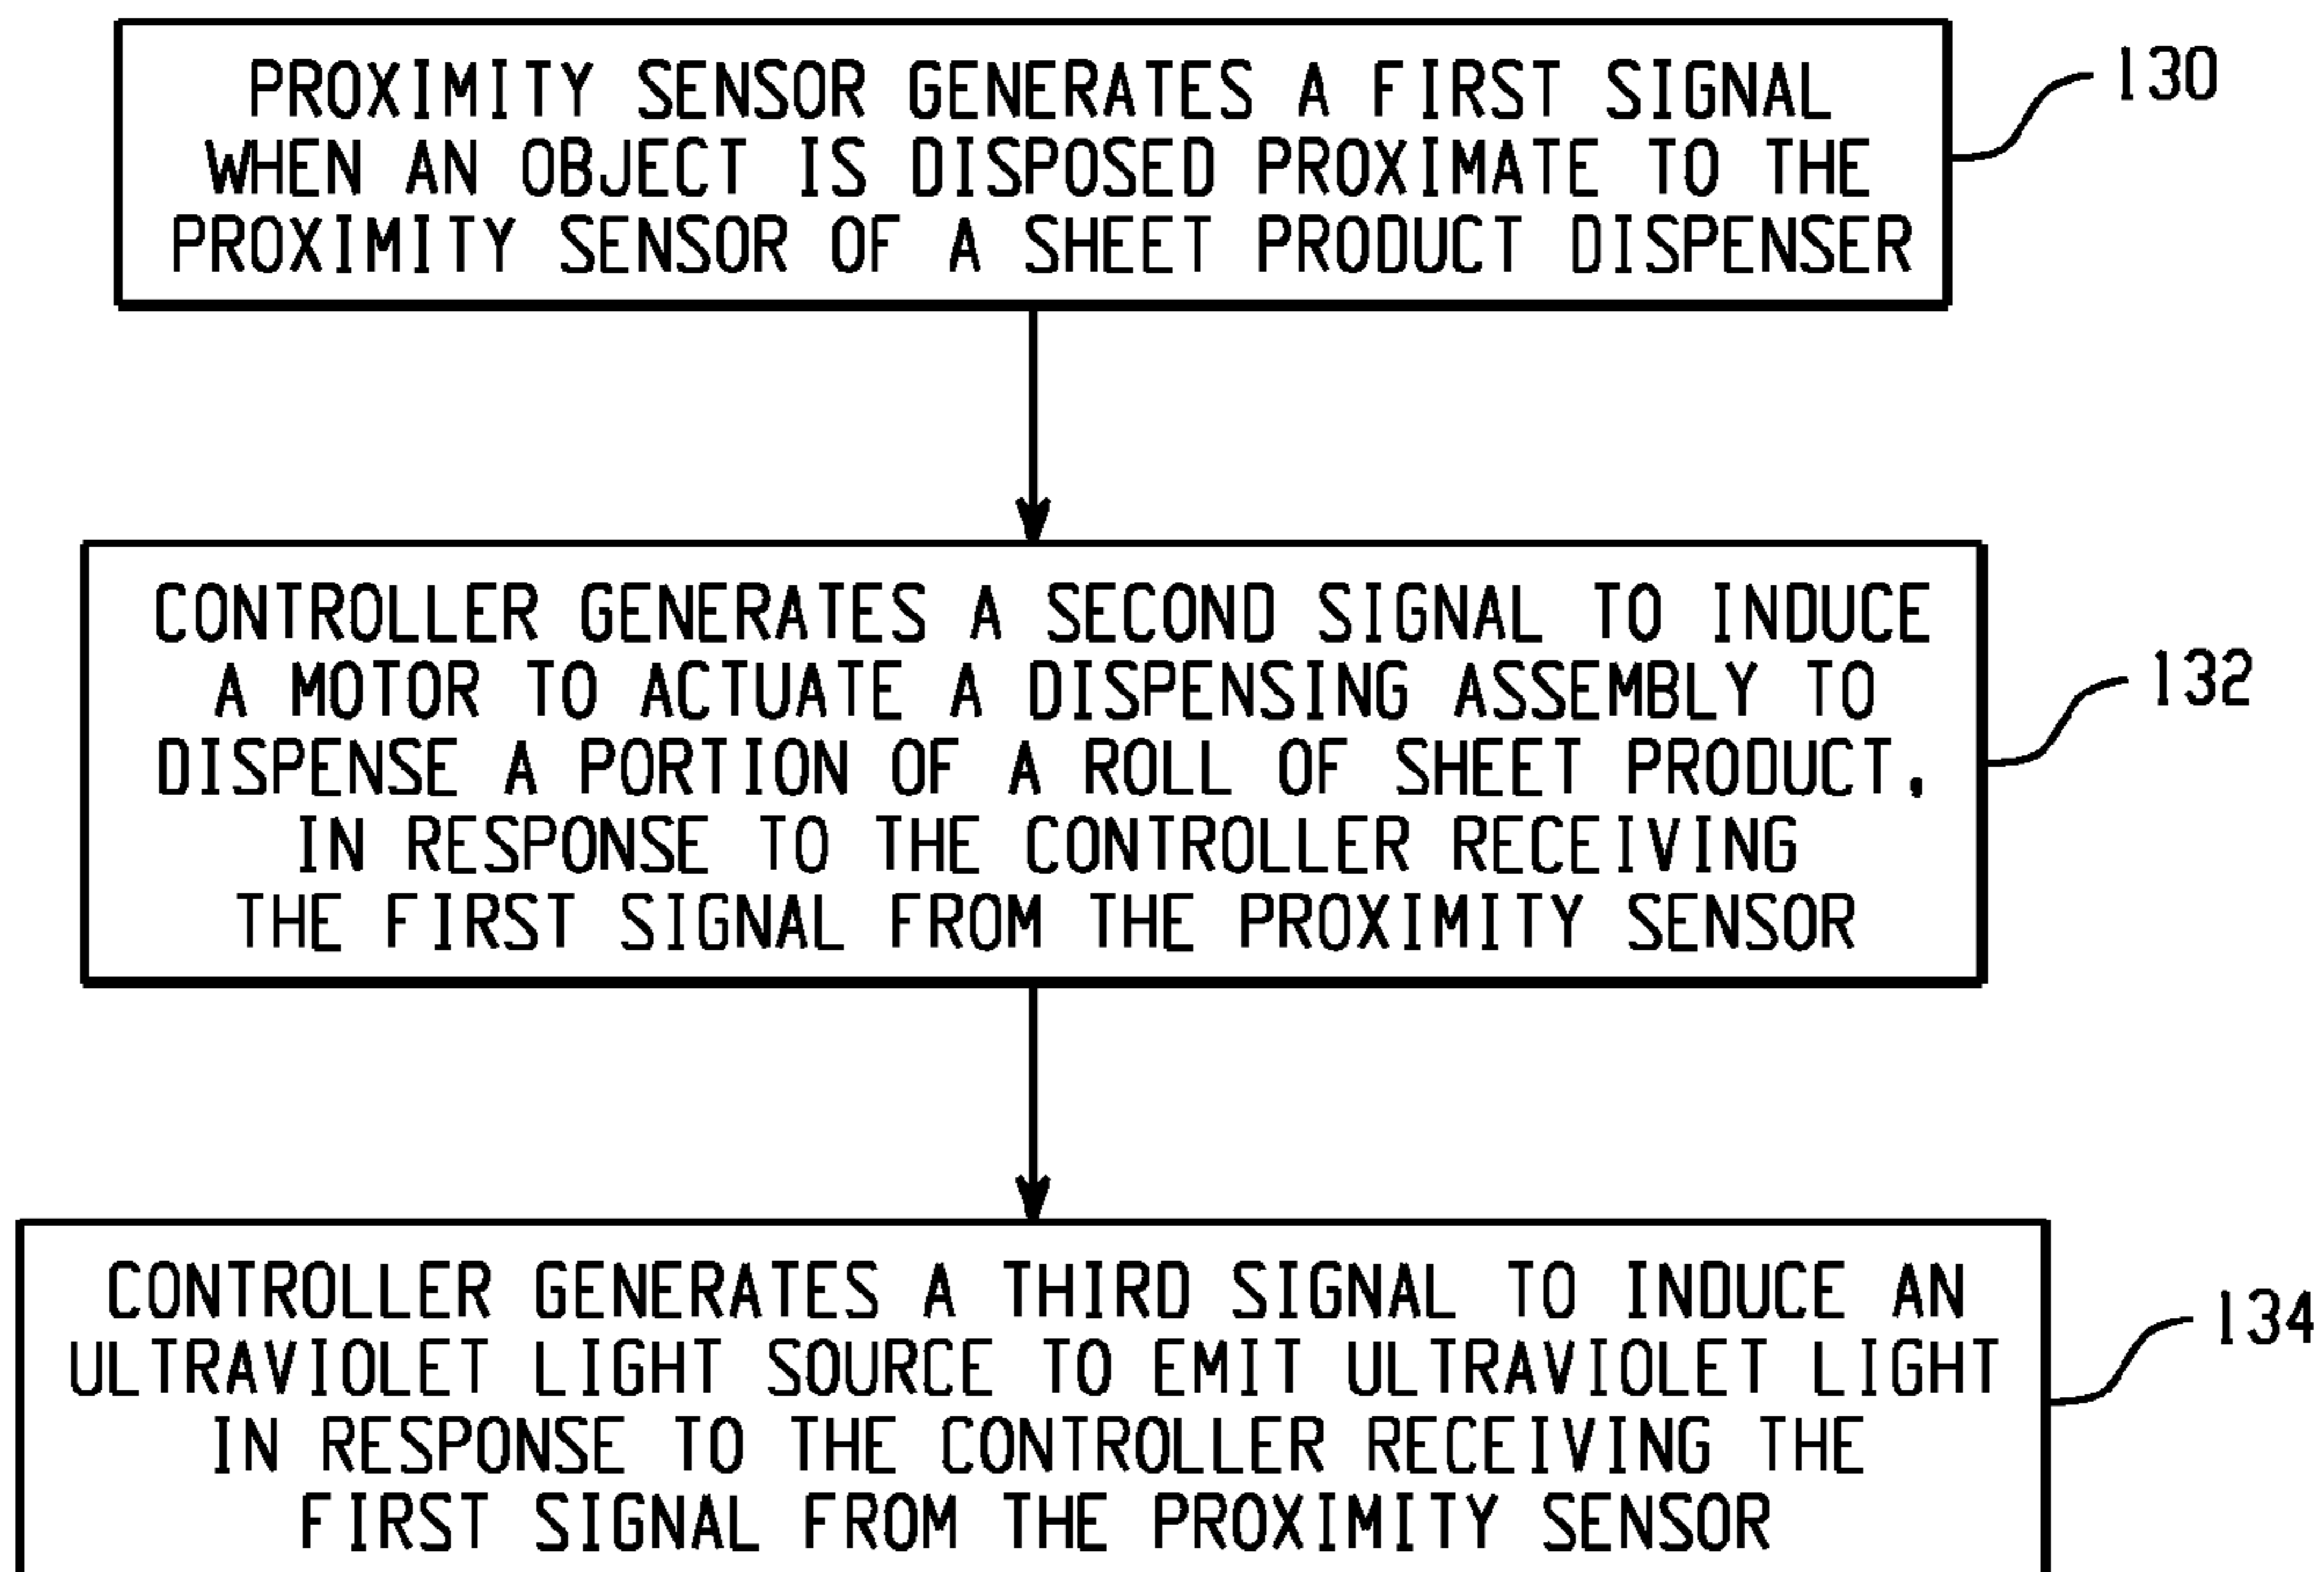 PROXIMITY SENSOR GENERATES A FIRST SIGNAL
WHEN AN OBJECT IS DISPOSED PROXIMATE TO THE
PROXIMITY SENSOR OF A SHEET PRODUCT DISPENSER
130
CONTROLLER GENERATES A SECOND SIGNAL TO INDUCE
A MOTOR TO ACTUATE A DISPENSING ASSEMBLY TO
DISPENSE A PORTION OF A ROLL OF SHEET PRODUCT,
IN RESPONSE TO THE CONTROLLER RECEIVING
THE FIRST SIGNAL FROM THE PROXIMITY SENSOR
132
CONTROLLER GENERATES A THIRD SIGNAL TO INDUCE AN
ULTRAVIOLET LIGHT SOURCE TO EMIT ULTRAVIOLET LIGHT
IN RESPONSE TO THE CONTROLLER RECEIVING THE
FIRST SIGNAL FROM THE PROXIMITY SENSOR
134